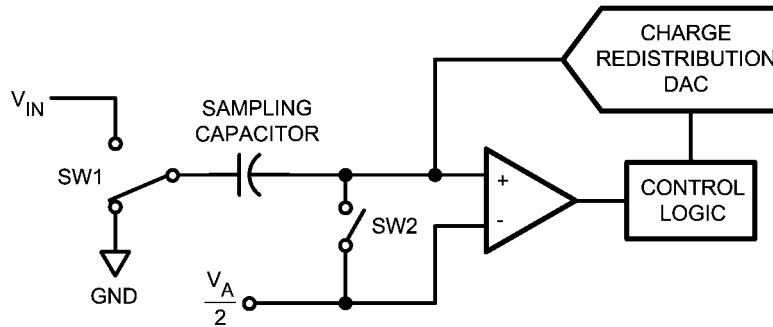 CHARGE
REDISTRIBUTION
DAC
V_IN
SAMPLING
CAPACITOR
SW1
+
-
CONTROL
LOGIC
SW2
GND
V_A
2